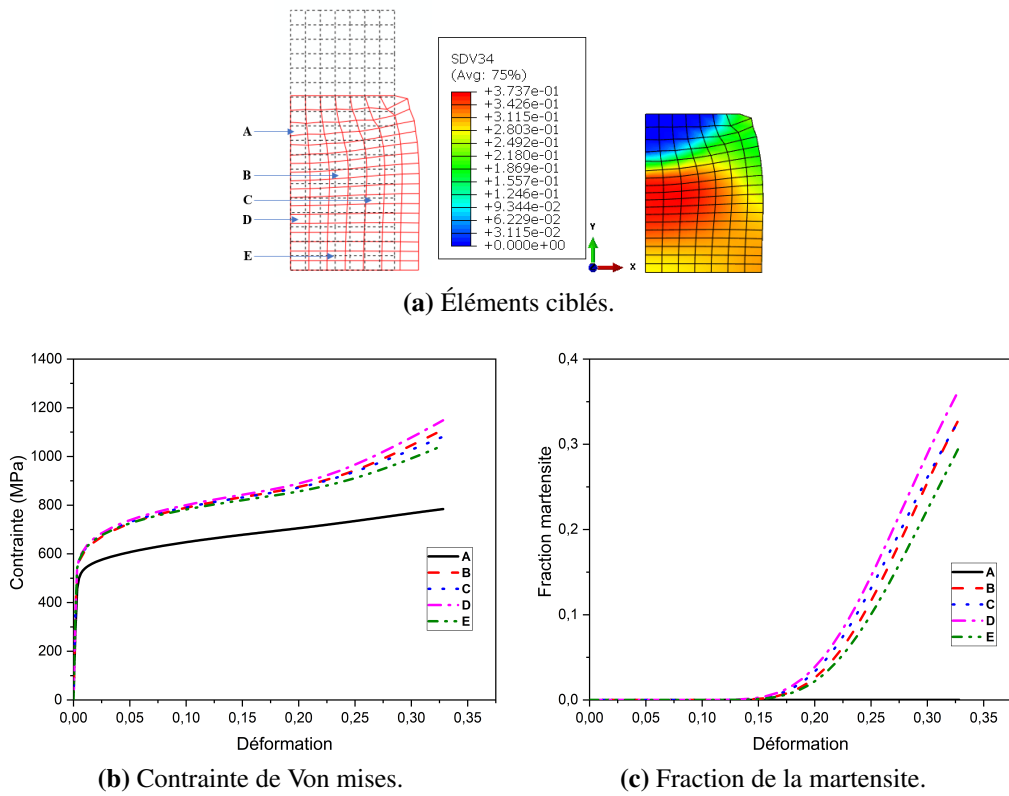 A
B
C
D
E
SDV34
(Avg: 75%)
+3.737e-01
+3.426e-01
+3.115e-01
+2.803e-01
+2.492e-01
+2.180e-01
+1.869e-01
+1.557e-01
+1.246e-01
+9.344e-02
+6.229e-02
+3.115e-02
+0.000e+00
Y
X
(a) Éléments ciblés.
1400
1200
1000
800
600
400
200
0
Contrainte (MPa)
0,00 0,05 0,10 0,15 0,20 0,25 0,30 0,35
Déformation
A
B
C
D
E
(b) Contrainte de Von mises.
0,4
0,3
0,2
0,1
0,0
Fraction martensite
0,00 0,05 0,10 0,15 0,20 0,25 0,30 0,35
Déformation
A
B
C
D
E
(c) Fraction de la martensite.